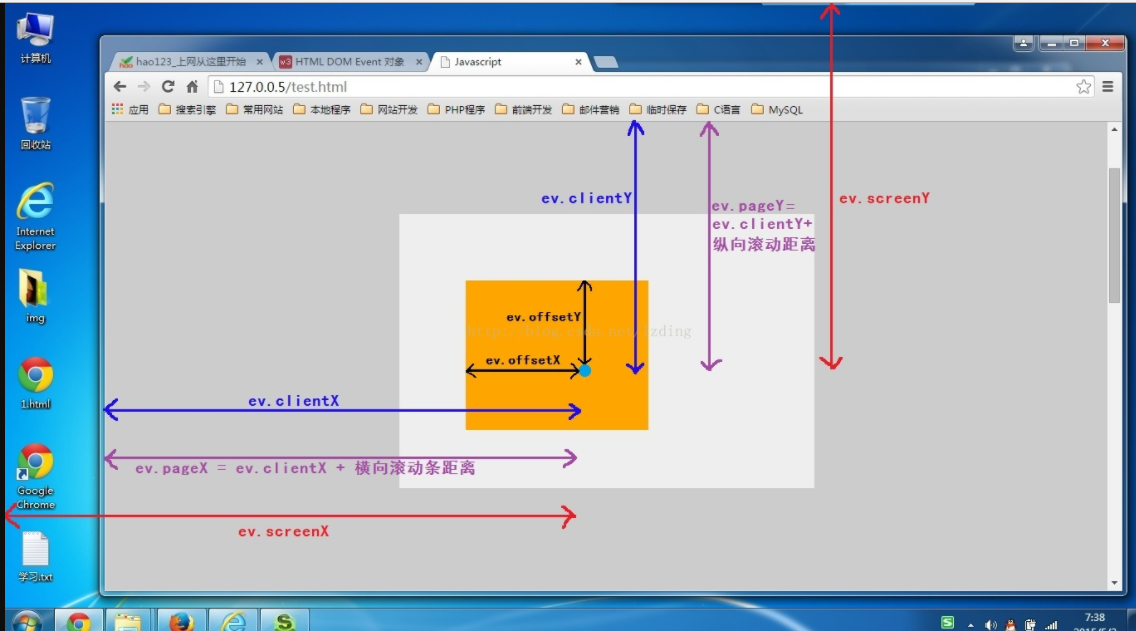 计算机
hao123_上网从这里开始
HTML DOM Event 对象
Javascript
127.0.0.5/test.html
应用 搜索引擎 常用网站 本地程序 网站开发 PHP程序 前端开发 邮件营销 临时保存 C语言 MySQL
回收站
ev.clientY
ev.pageY=
ev.clientY+
纵向滚动距离
ev.screenY
Internet
Explorer
img
ev.offsetY
ev.offsetX
1.html
ev.clientX
ev.pageX = ev.clientX + 横向滚动条距离
Google
Chrome
ev.screenX
学习.txt
7:38